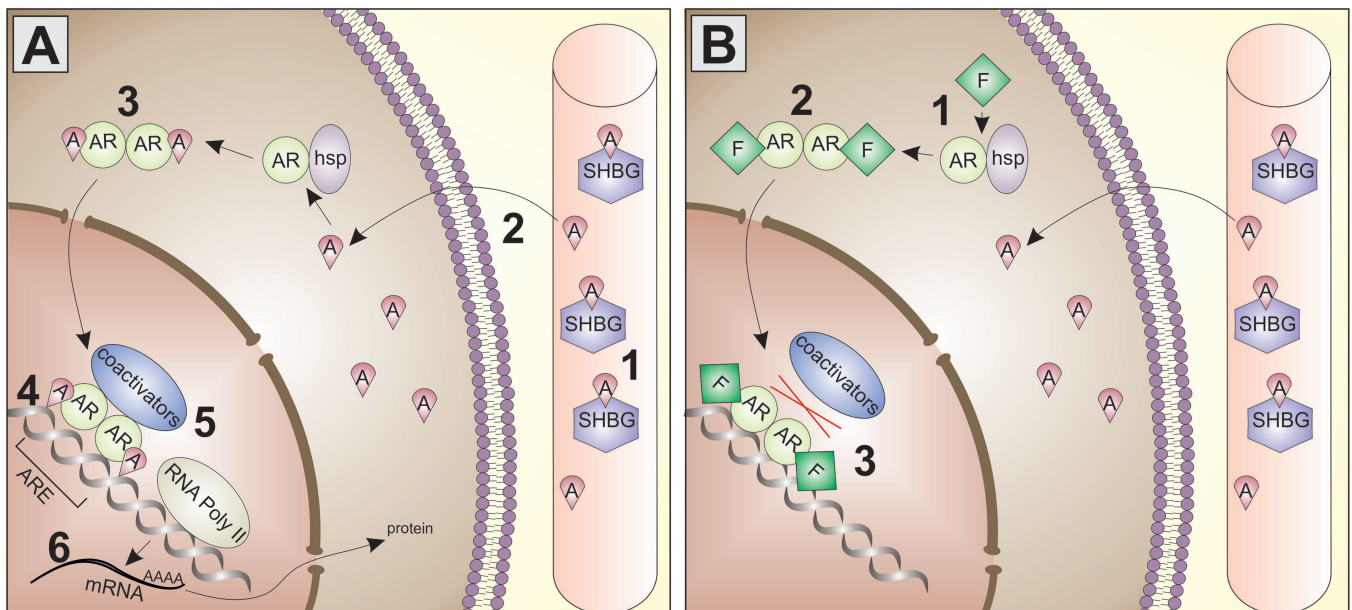 A
3
A
AR
AR
A
AR
hsp
A
SHBG
2
A
A
A
A
SHBG
1
A
A
A
SHBG
4
A
AR
coactivators
5
AR
A
ARE
RNA Poly II
A
6
AAAA
mRNA
protein
B
F
2
1
F
AR
AR
F
AR
hsp
A
SHBG
A
A
A
A
SHBG
A
A
A
SHBG
coactivators
F
AR
AR
F
3
A